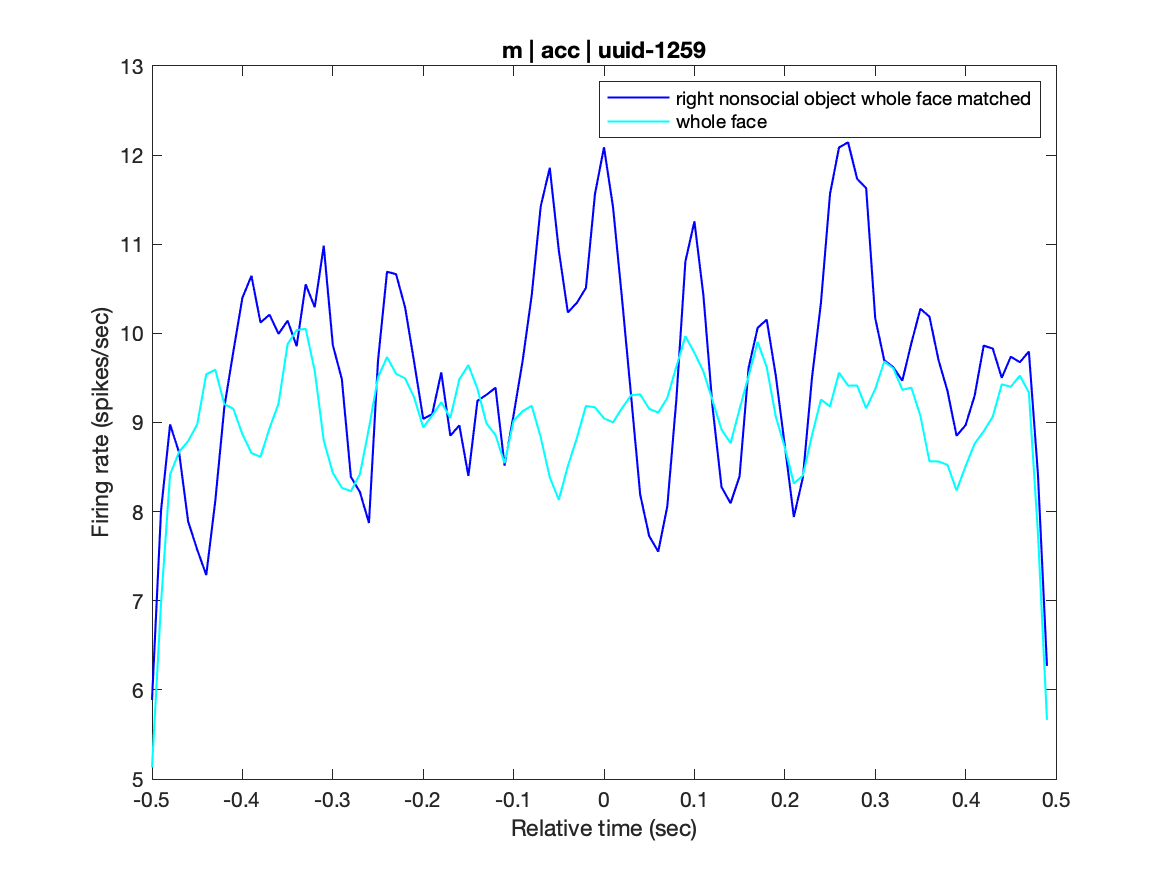 m | acc | uuid-1259
right nonsocial object whole face matched
whole face
Firing rate (spikes/sec)
13
12
11
10
9
8
7
6
5
-0.5 -0.4 -0.3 -0.2 -0.1 0 0.1 0.2 0.3 0.4 0.5
Relative time (sec)